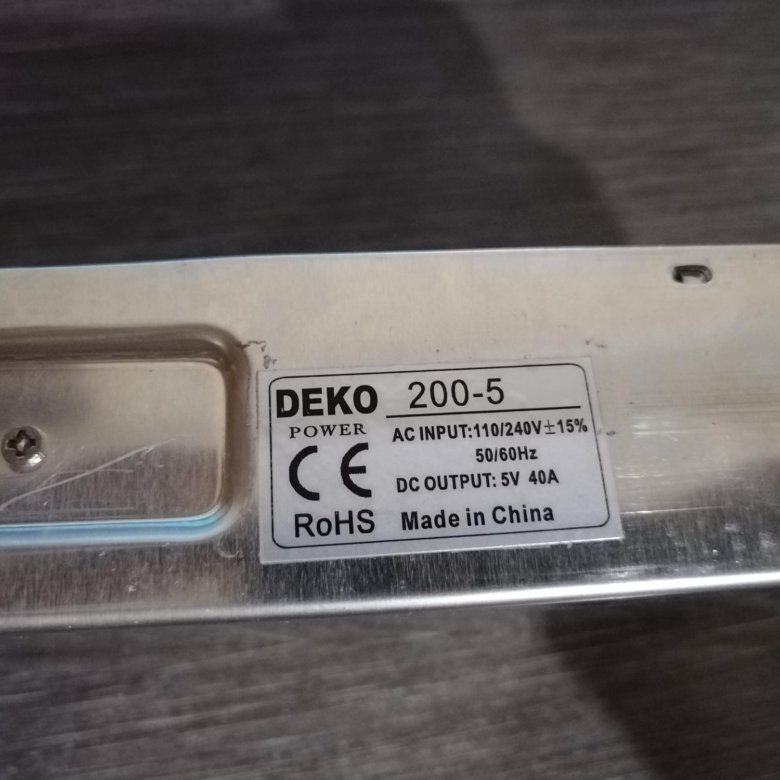 DEKO 200-5
POWER
AC INPUT:110/240V±15%
50/60Hz
CE
DC OUTPUT: 5V 40A
RoHS Made in China